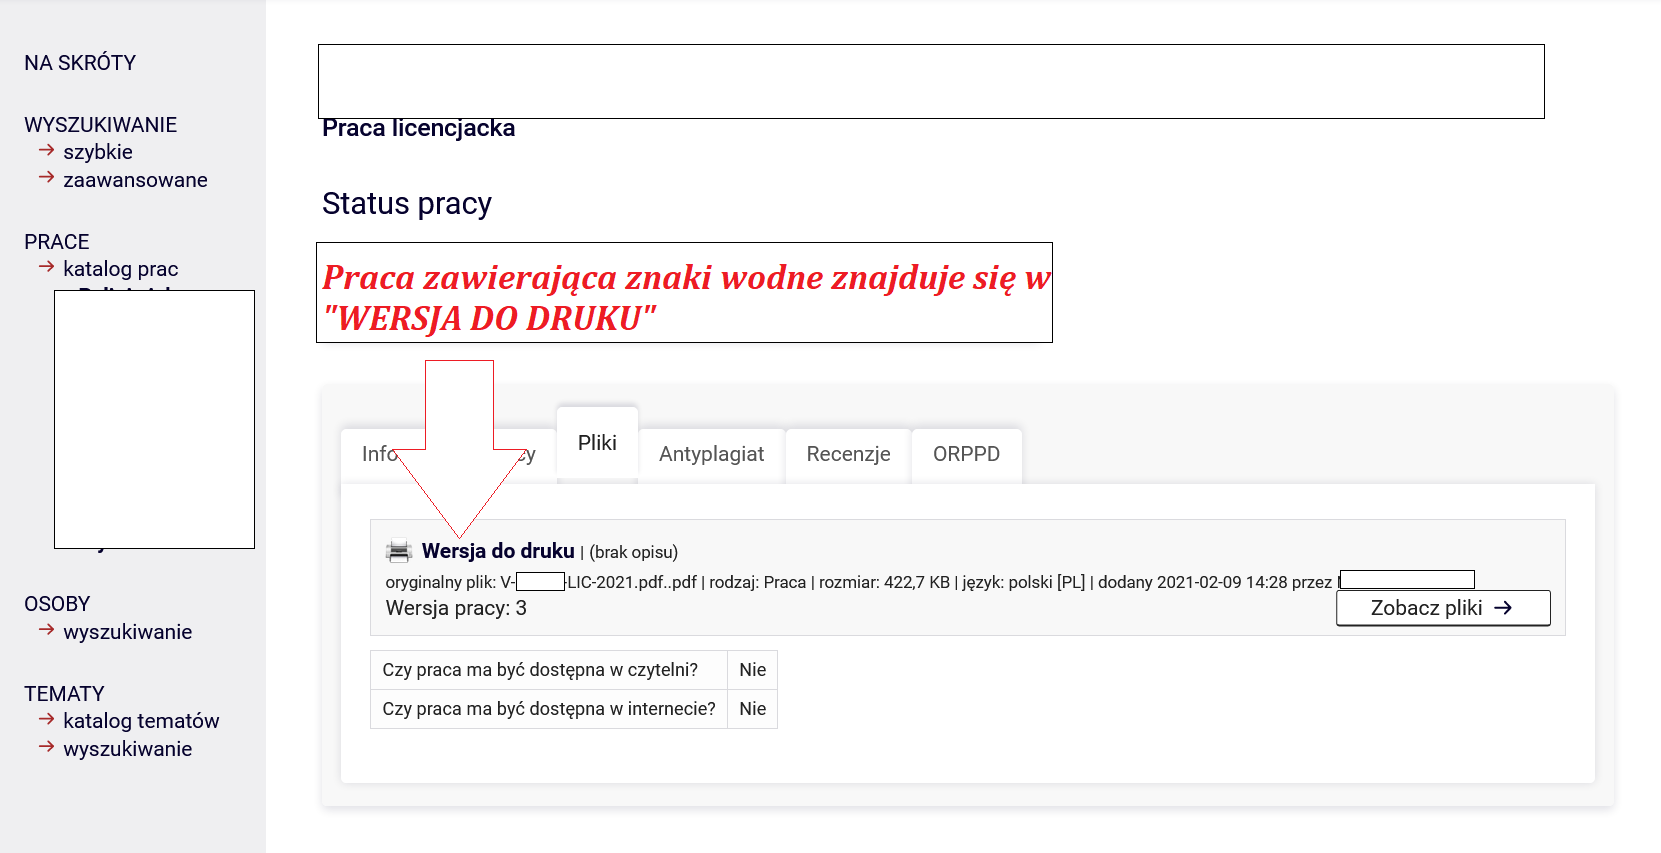 NA SKRÓTY
WYSZUKIWANIE
szybkie
zaawansowane
PRACE
katalog prac
OSOBY
wyszukiwanie
TEMATY
katalog tematów
wyszukiwanie
Praca licencjacka
Status pracy
Praca zawierająca znaki wodne znajduje się w
"WERSJA DO DRUKU"
Pliki
Antyplagiat
Recenzje
ORPPD
Wersja do druku | (brak opisu)
oryginalny plik: V- -LIC-2021.pdf..pdf | rodzaj: Praca | rozmiar: 422,7 KB | język: polski [PL] | dodany 2021-02-09 14:28 przez
Wersja pracy: 3
Zobacz pliki
Czy praca ma być dostępna w czytelni? Nie
Czy praca ma być dostępna w internecie? Nie